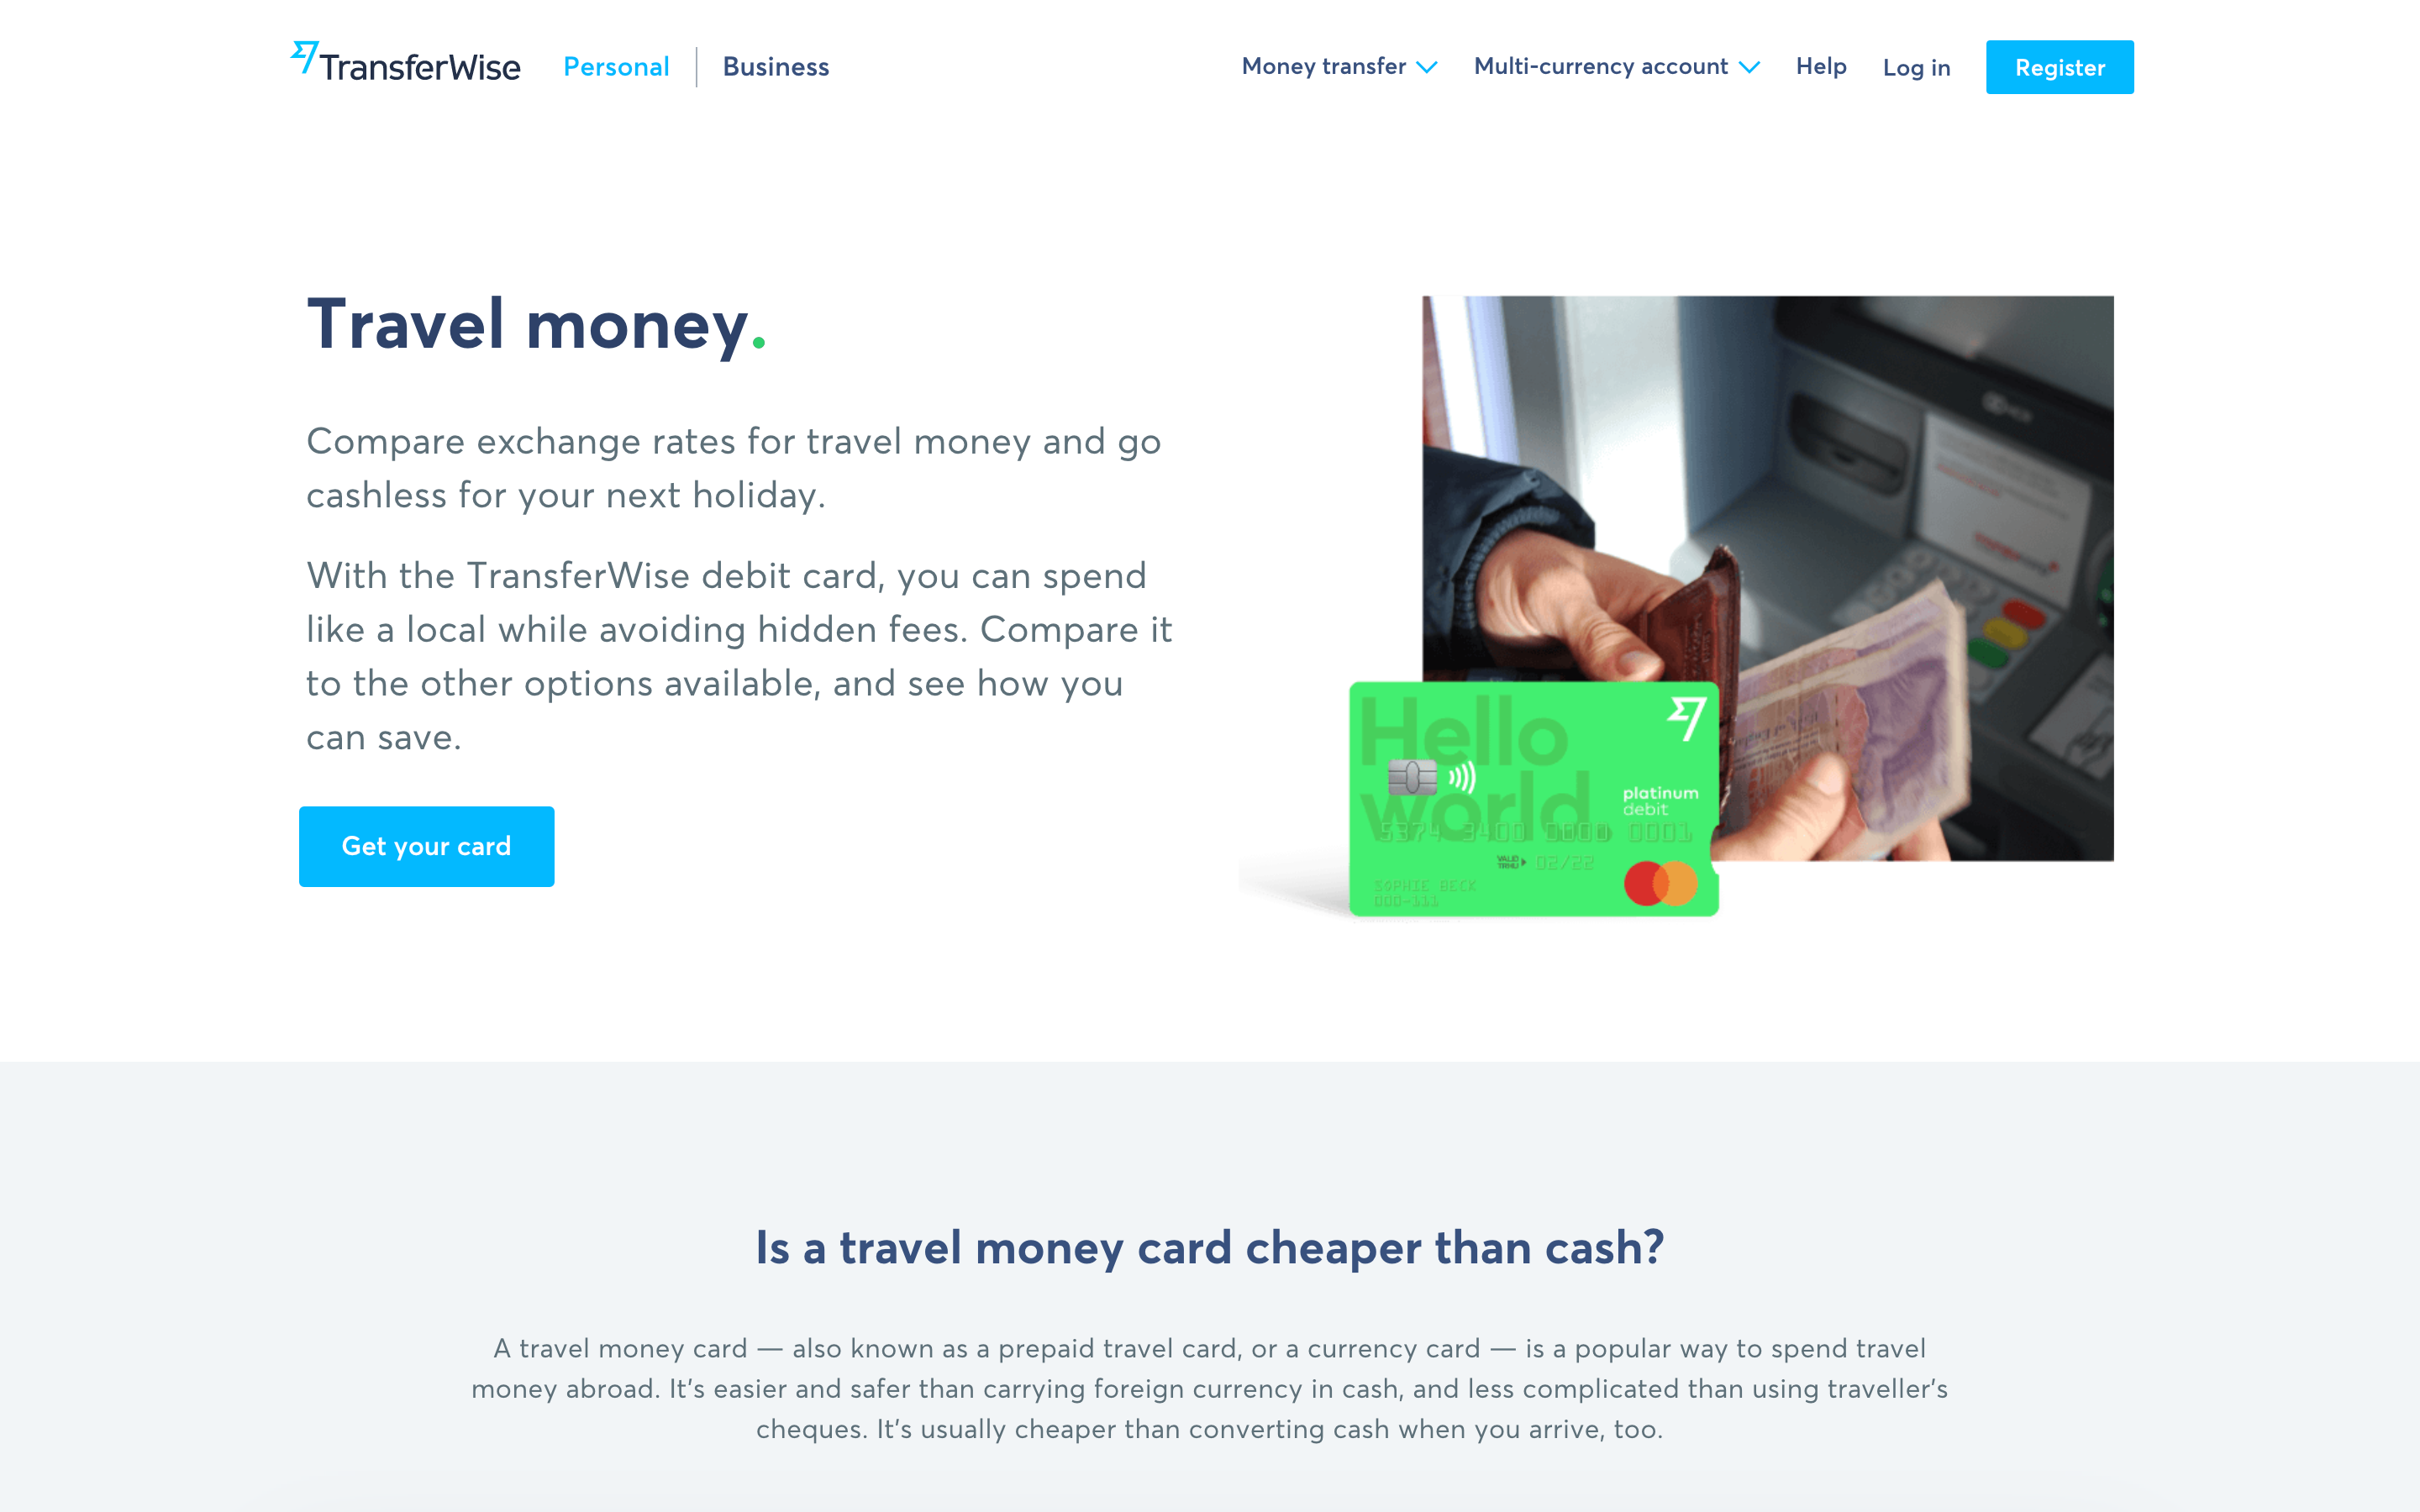 TransferWise
Personal
Business
Money transfer
Multi-currency account
Help
Log in
Register
Travel money.
Compare exchange rates for travel money and go
cashless for your next holiday.
With the TransferWise debit card, you can spend
like a local while avoiding hidden fees. Compare it
to the other options available, and see how you
can save.
Get your card
Hello
world.
platinum
debit
5374 3400 0000 0001
VALID
THRU 02/22
SOPHIE BECK
000-111
Is a travel money card cheaper than cash?
A travel money card — also known as a prepaid travel card, or a currency card — is a popular way to spend travel
money abroad. It’s easier and safer than carrying foreign currency in cash, and less complicated than using traveller’s
cheques. It’s usually cheaper than converting cash when you arrive, too.